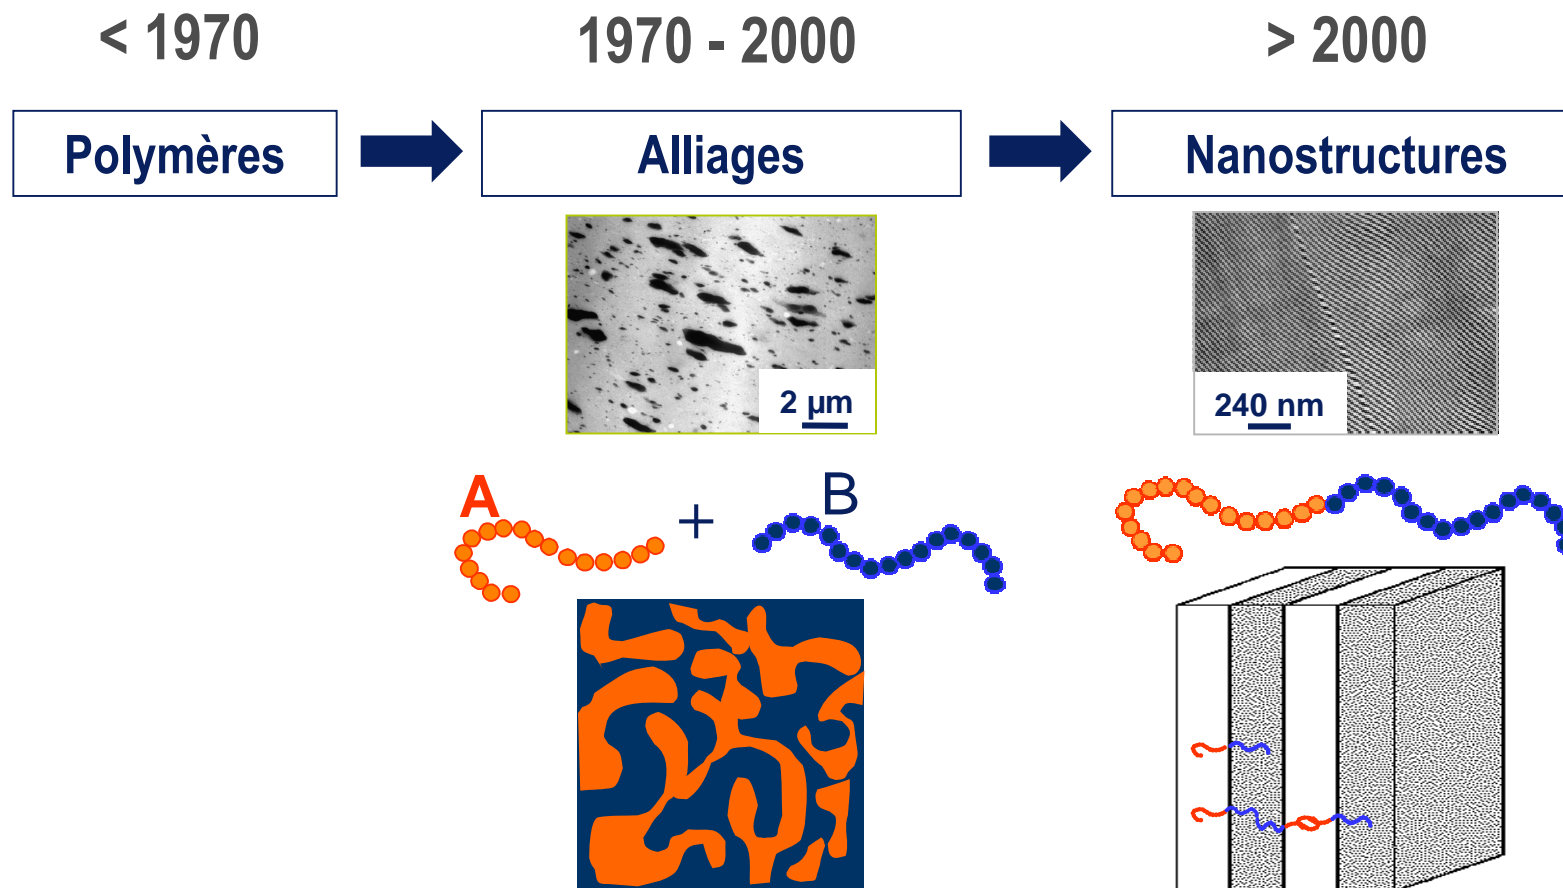 < 1970
1970 - 2000
> 2000
Polymères
Alliages
Nanostructures
2 µm
240 nm
A
+
B